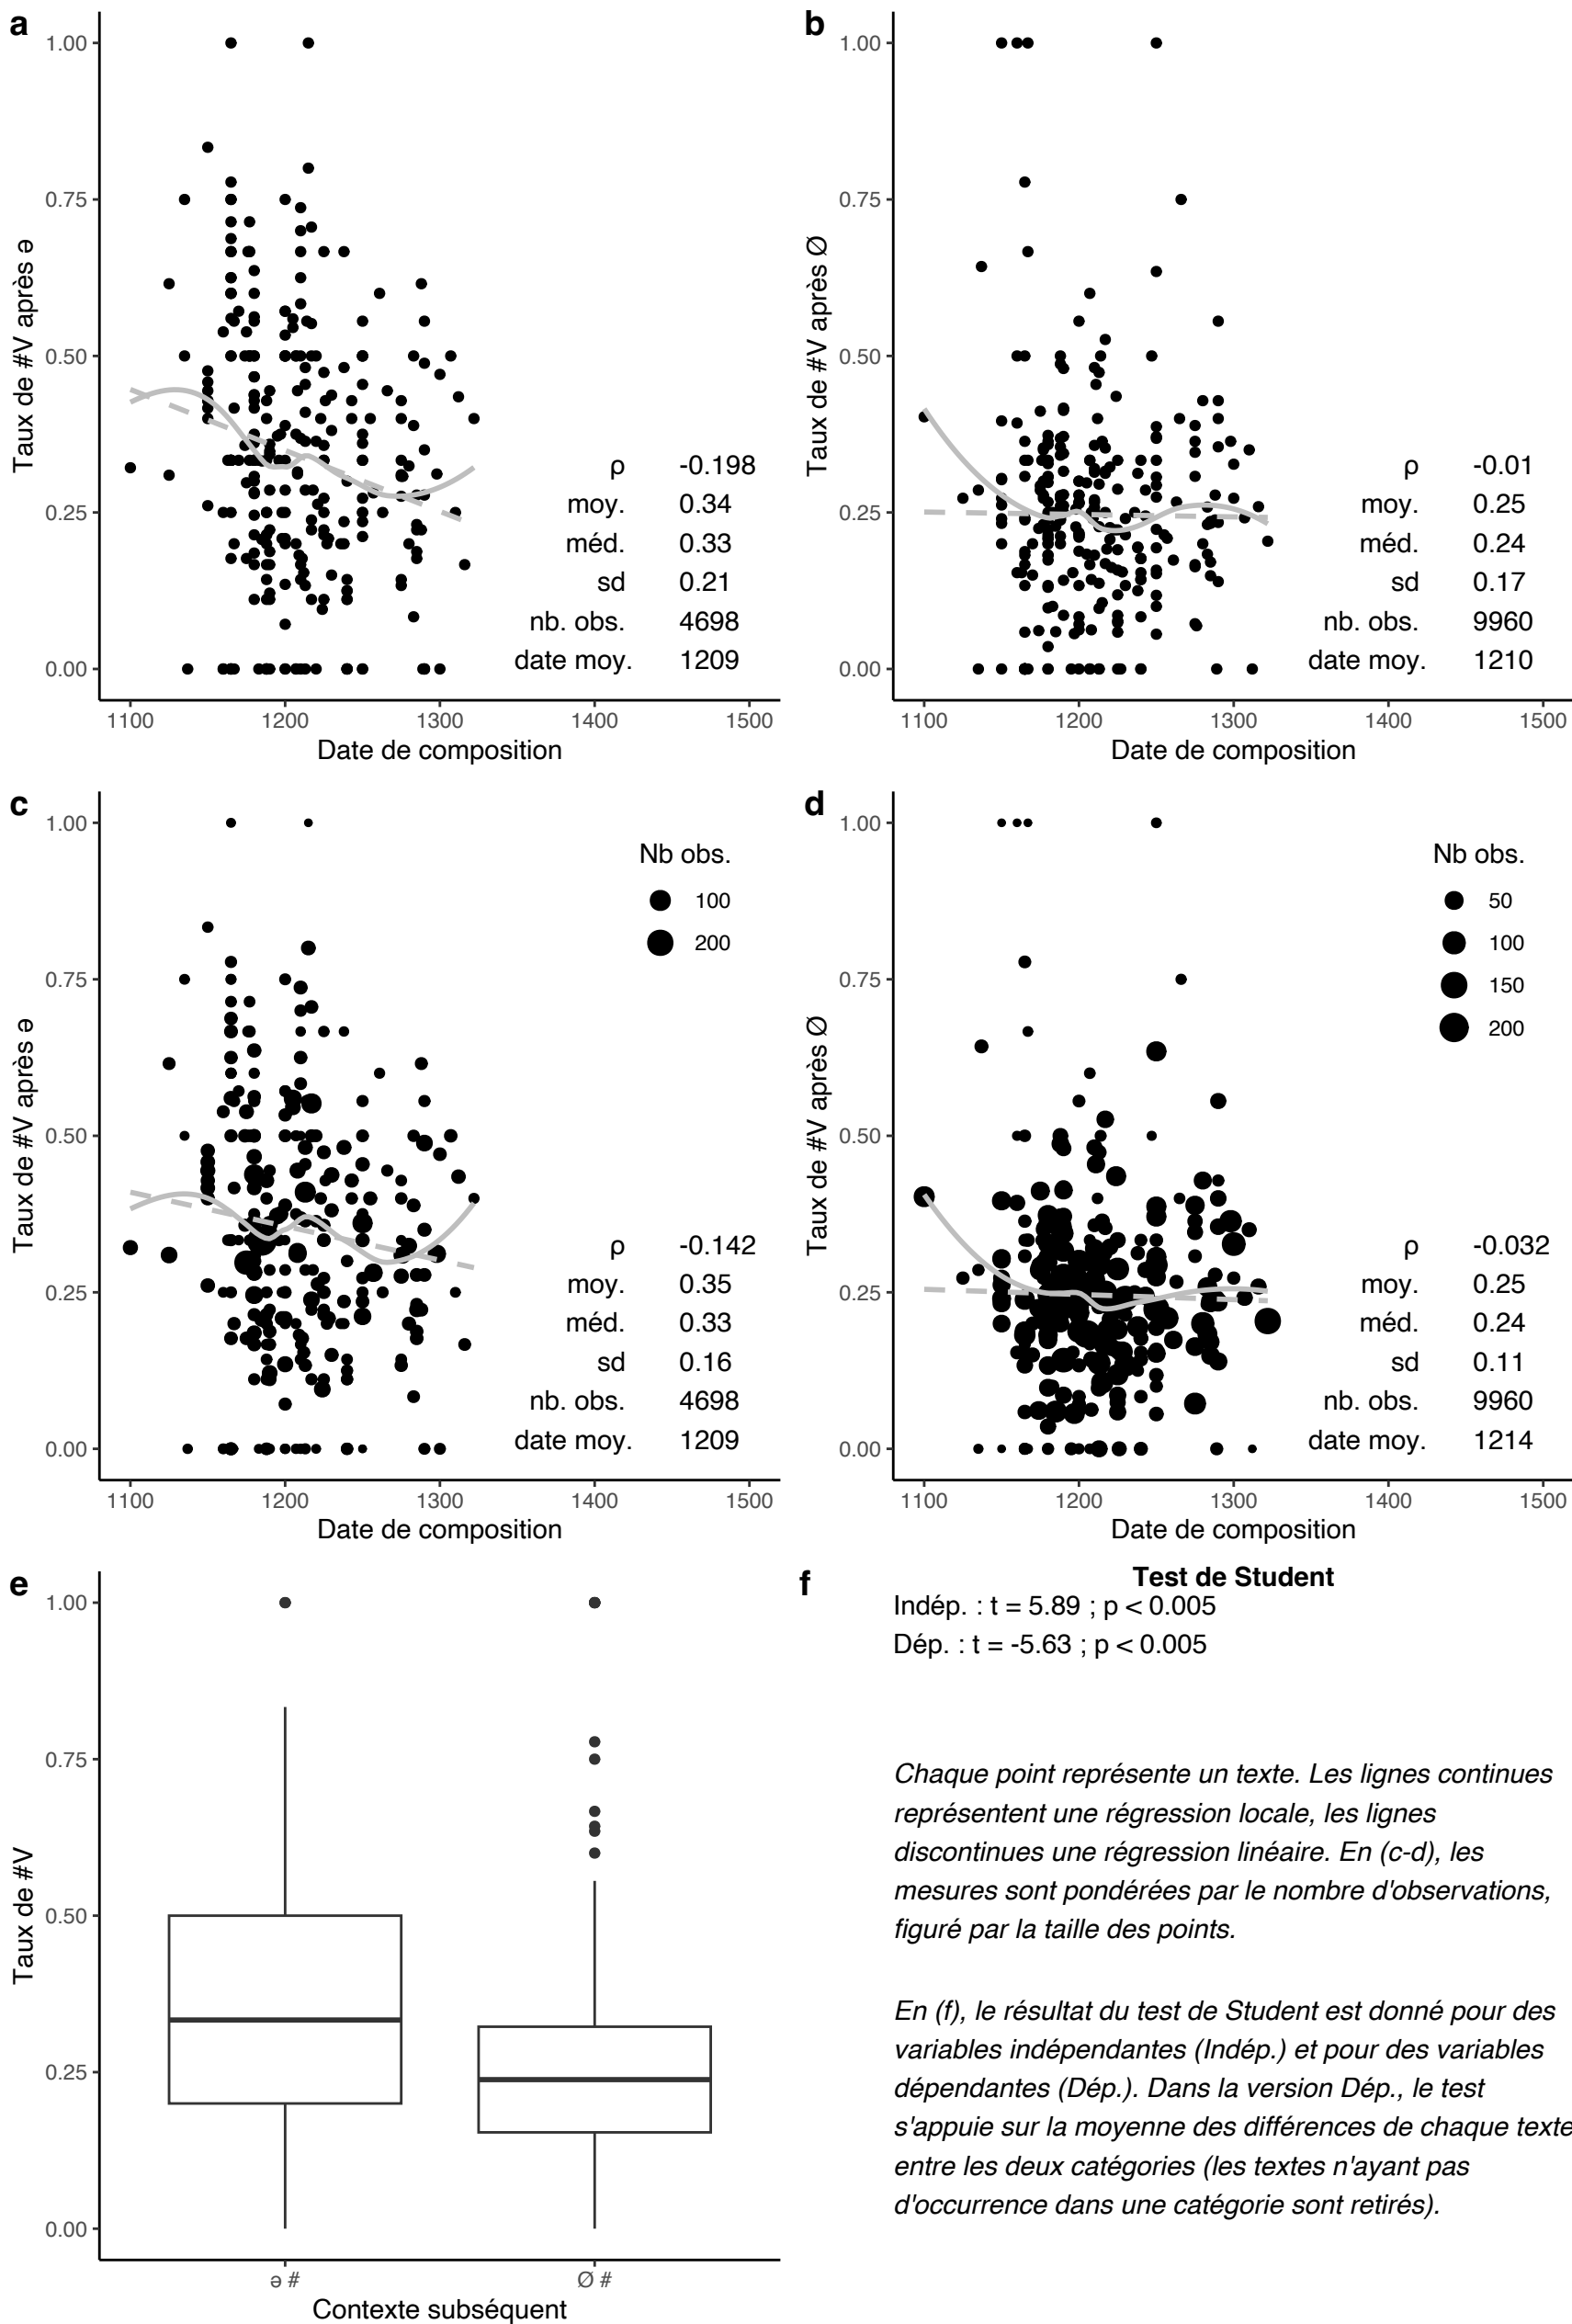 a
1.00
0.75
0.50
0.25
0.00
Taux de #V après ə
ρ -0.198
moy. 0.34
méd. 0.33
sd 0.21
nb. obs. 4698
date moy. 1209
1100 1200 1300 1400 1500
Date de composition
b
1.00
0.75
0.50
0.25
0.00
Taux de #V après Ø
ρ -0.01
moy. 0.25
méd. 0.24
sd 0.17
nb. obs. 9960
date moy. 1210
1100 1200 1300 1400 1500
Date de composition
c
1.00
0.75
0.50
0.25
0.00
Taux de #V après ə
Nb obs.
100
200
ρ -0.142
moy. 0.35
méd. 0.33
sd 0.16
nb. obs. 4698
date moy. 1209
1100 1200 1300 1400 1500
Date de composition
d
1.00
0.75
0.50
0.25
0.00
Taux de #V après Ø
Nb obs.
50
100
150
200
ρ -0.032
moy. 0.25
méd. 0.24
sd 0.11
nb. obs. 9960
date moy. 1214
1100 1200 1300 1400 1500
Date de composition
e
1.00
0.75
0.50
0.25
0.00
Taux de #V
ə # Ø #
Contexte subséquent
f
Test de Student
Indép. : t = 5.89 ; p < 0.005
Dép. : t = -5.63 ; p < 0.005
Chaque point représente un texte. Les lignes continues
représentent une régression locale, les lignes
discontinues une régression linéaire. En (c-d), les
mesures sont pondérées par le nombre d'observations,
figuré par la taille des points.
En (f), le résultat du test de Student est donné pour des
variables indépendantes (Indép.) et pour des variables
dépendantes (Dép.). Dans la version Dép., le test
s'appuie sur la moyenne des différences de chaque texte
entre les deux catégories (les textes n'ayant pas
d'occurrence dans une catégorie sont retirés).